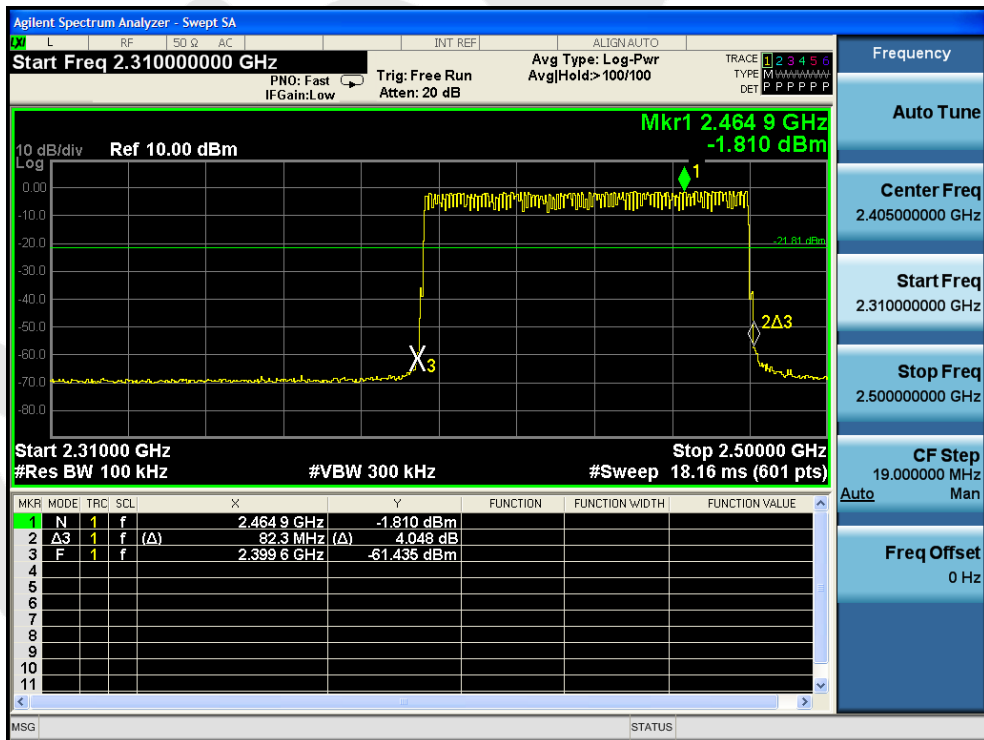 Agilent Spectrum Analyzer - Swept SA
LXI L RF 50 Ω AC INT REF ALIGNAUTO
Start Freq 2.310000000 GHz
PNO: Fast
IFGain:Low
Trig: Free Run
Atten: 20 dB
Avg Type: Log-Pwr
Avg|Hold:>100/100
TRACE 1 2 3 4 5 6
TYPE MWWWWW
DET P P P P P P
Mkr1 2.464 9 GHz
-1.810 dBm
10 dB/div Ref 10.00 dBm
Log
0.00
-10.0
-20.0
-30.0
-40.0
-50.0
-60.0
-70.0
-80.0
1
-21.81 dBm
2Δ3
3
Start 2.31000 GHz Stop 2.50000 GHz
#Res BW 100 kHz #VBW 300 kHz #Sweep 18.16 ms (601 pts)
MKR MODE TRC SCL X Y FUNCTION FUNCTION WIDTH FUNCTION VALUE
1 N 1 f 2.464 9 GHz -1.810 dBm
2 Δ3 1 f (Δ) 82.3 MHz (Δ) 4.048 dB
3 F 1 f 2.399 6 GHz -61.435 dBm
4
5
6
7
8
9
10
11
MSG STATUS
Frequency
Auto Tune
Center Freq
2.405000000 GHz
Start Freq
2.310000000 GHz
Stop Freq
2.500000000 GHz
CF Step
19.000000 MHz
Auto Man
Freq Offset
0 Hz